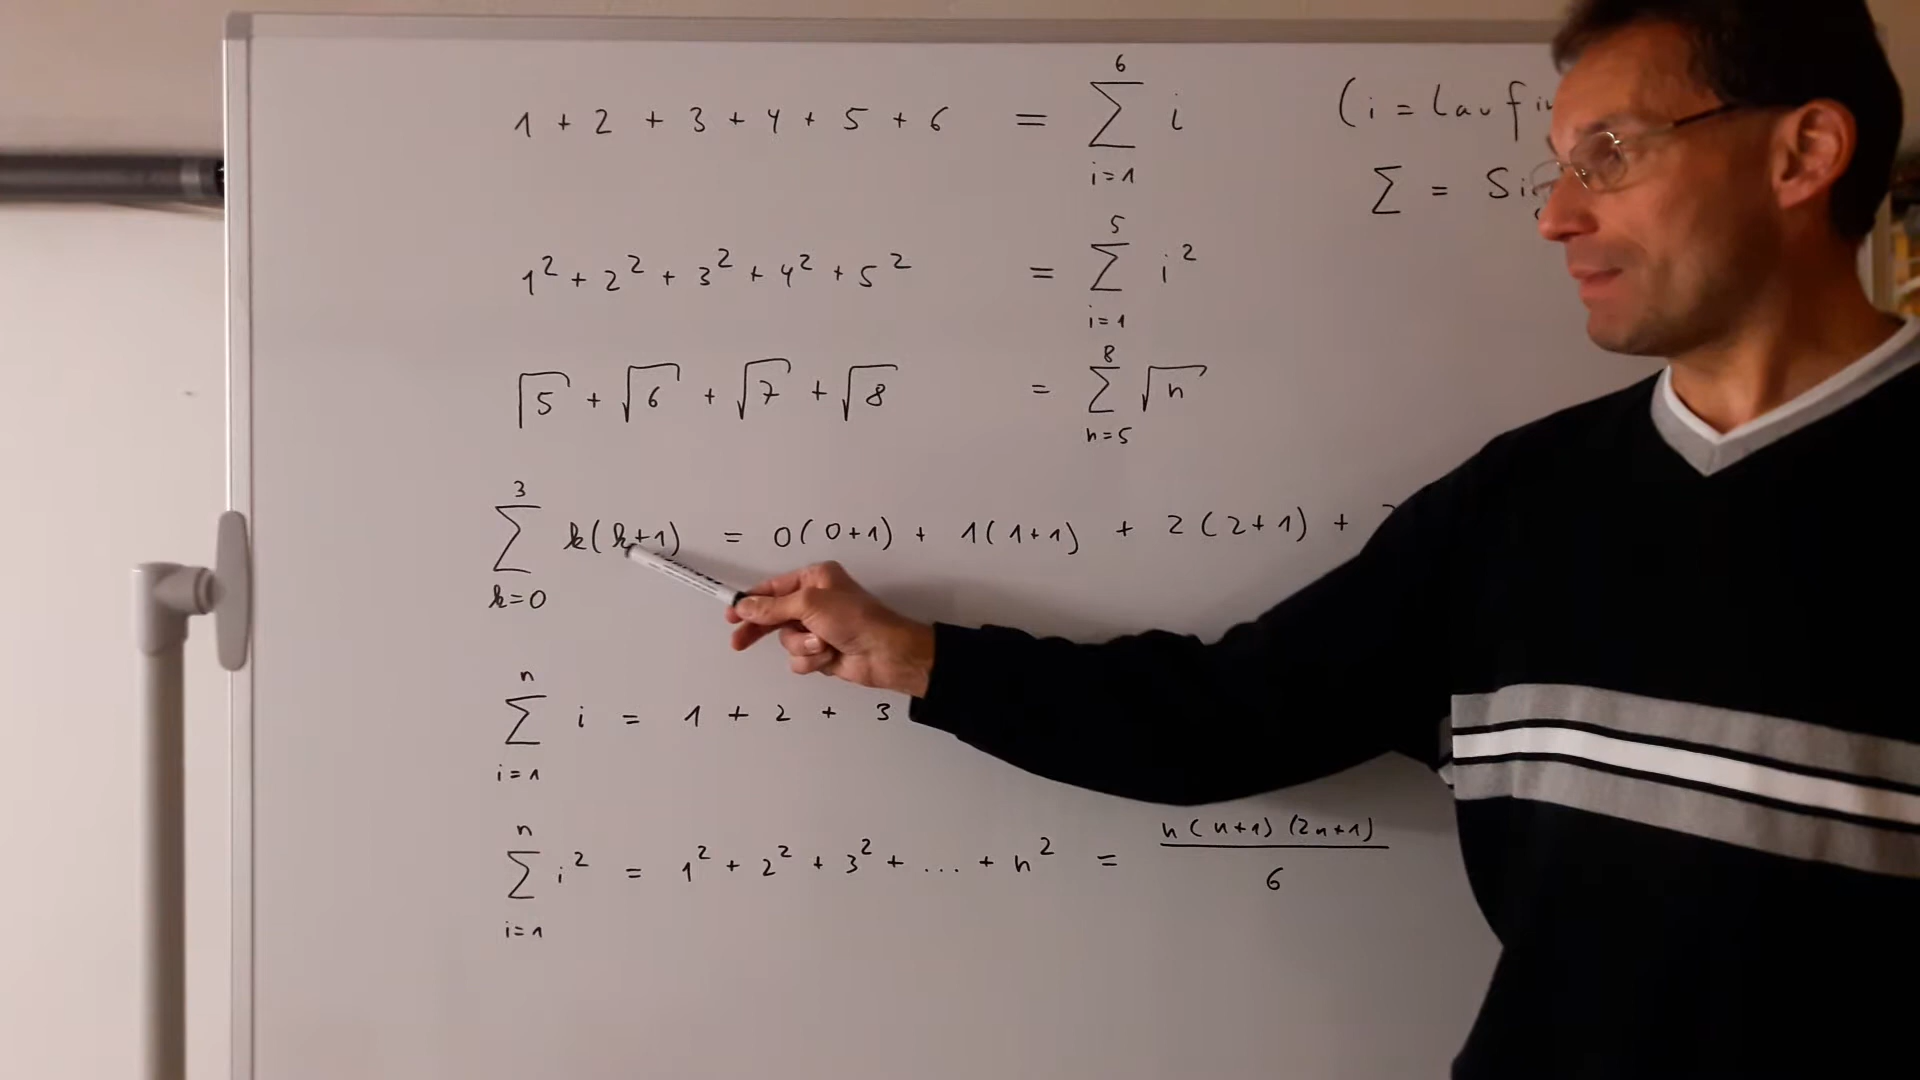 1 + 2 + 3 + 4 + 5 + 6 = ∑_{i=1}^{6} i (i =
∑ =
1² + 2² + 3² + 4² + 5² = ∑_{i=1}^{5} i²
√5 + √6 + √7 + √8 = ∑_{n=5}^{8} √n
∑_{k=0}^{3} k(k+1) = 0(0+1) + 1(1+1) + 2(2+1) +
∑_{i=1}^{n} i = 1 + 2 + 3
∑_{i=1}^{n} i² = 1² + 2² + 3² + ... + n² = n(n+1)(2n+1)/6